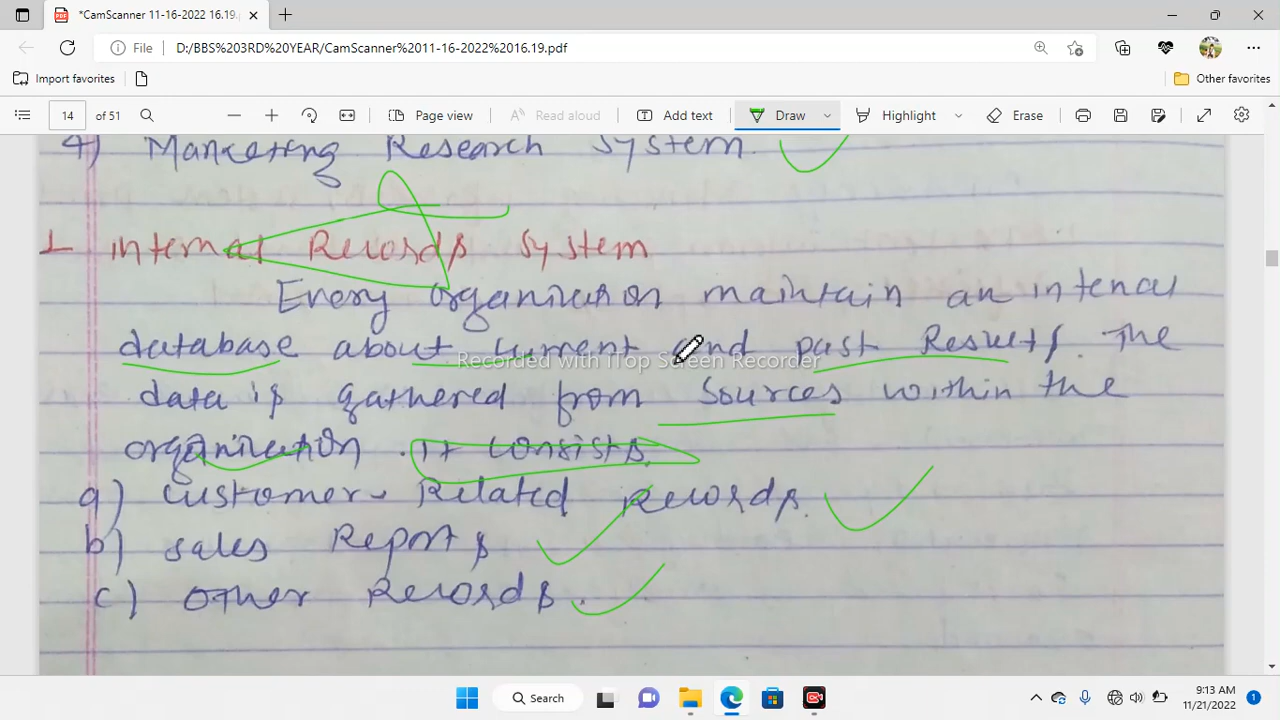 *CamScanner 11-16-2022 16.19.
File D:/BBS%203RD%20YEAR/CamScanner%2011-16-2022%2016.19.pdf
Import favorites Other favorites
14 of 51 Page view Read aloud Add text Draw Highlight Erase
4) Marketing Research System.
1 internal Records System
Every organization maintain an intenal
database about current and past Results. The
Recorded with iTop Screen Recorder
data is gathered from sources within the
organization. it consists.
a) customer-Related Records.
b) sales Reports
c) other Records.
Search
9:13 AM
11/21/2022
1